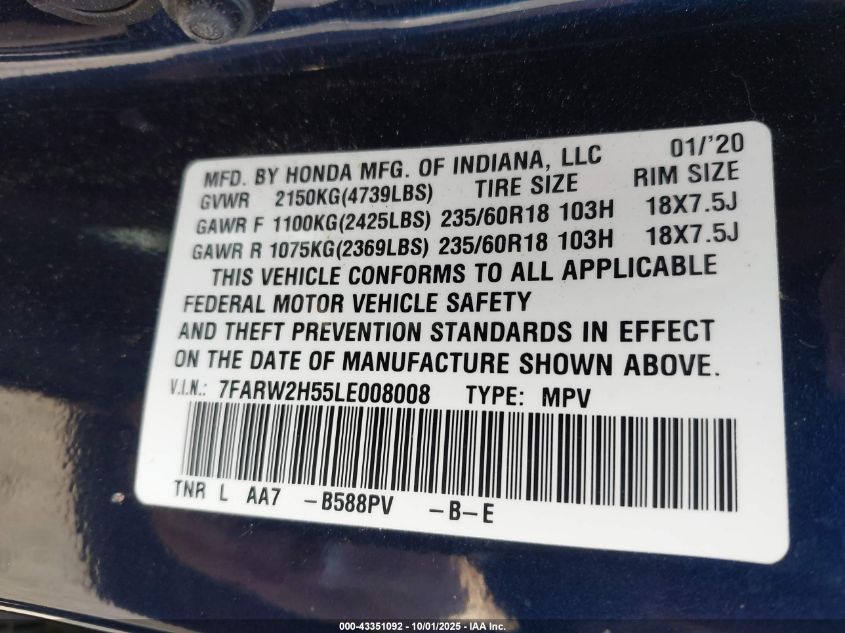 MFD. BY HONDA MFG. OF INDIANA, LLC 01/'20
GVWR 2150KG(4739LBS) TIRE SIZE RIM SIZE
GAWR F 1100KG(2425LBS) 235/60R18 103H 18X7.5J
GAWR R 1075KG(2369LBS) 235/60R18 103H 18X7.5J
THIS VEHICLE CONFORMS TO ALL APPLICABLE
FEDERAL MOTOR VEHICLE SAFETY
AND THEFT PREVENTION STANDARDS IN EFFECT
ON THE DATE OF MANUFACTURE SHOWN ABOVE.
V.I.N.: 7FARW2H55LE008008 TYPE: MPV
TNR L AA7 -B588PV -B-E
000-43351092 - 10/01/2025 - IAA Inc.